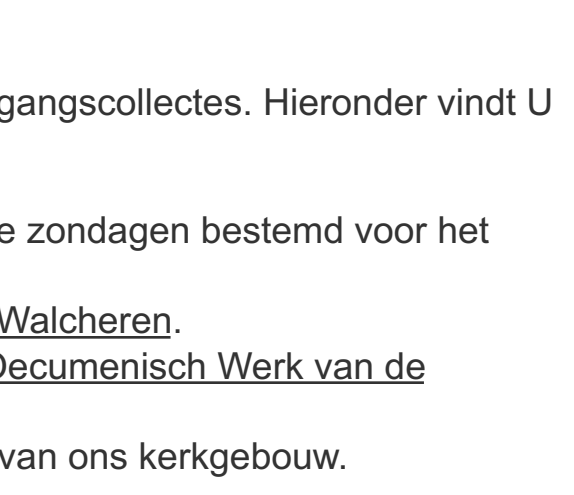 gangscollectes. Hieronder vindt U
e zondagen bestemd voor het
Walcheren.
Oecumenisch Werk van de
van ons kerkgebouw.